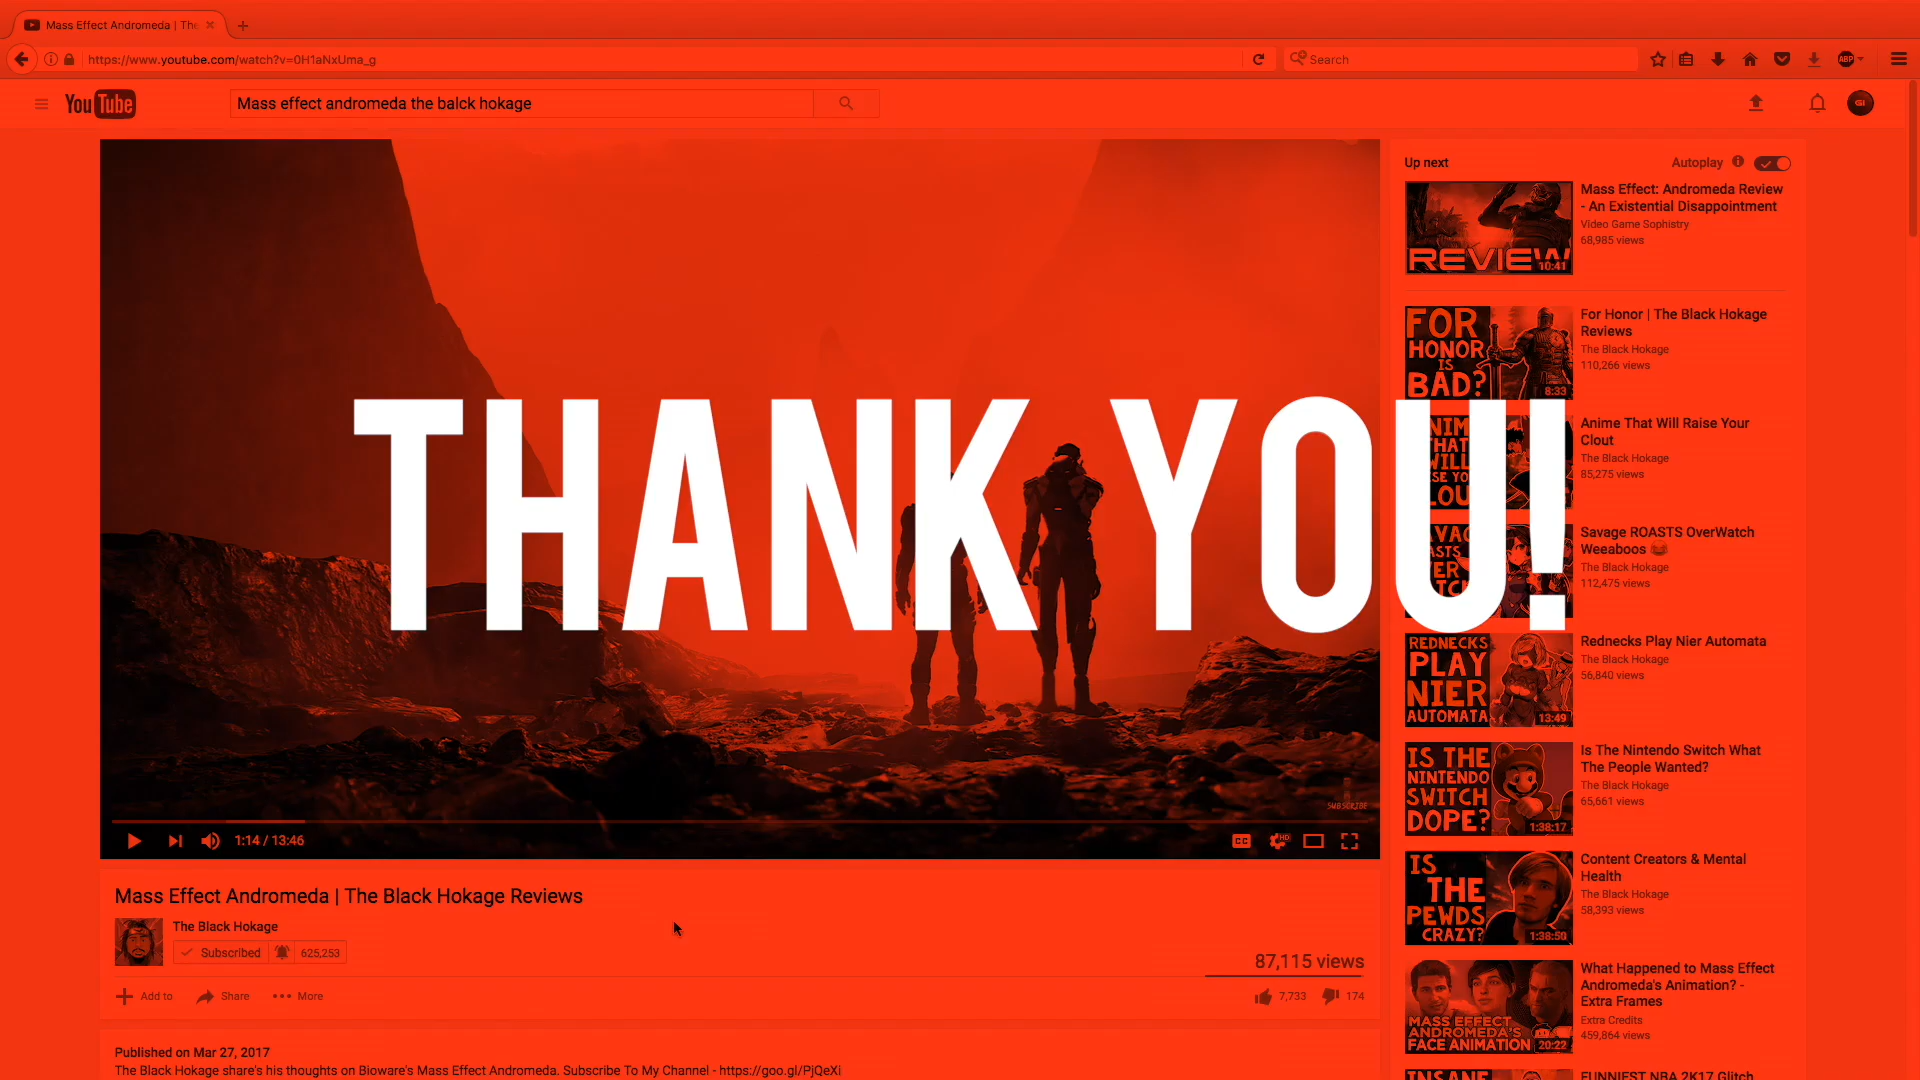 Mass Effect Andromeda | The
https://www.youtube.com/watch?v=0H1aNxUma_g
Search
ABP
YouTube
Mass effect andromeda the balck hokage
GI
THANK YOU!
SUBSCRIBE
1:14 / 13:46
CC
HD
Mass Effect Andromeda | The Black Hokage Reviews
The Black Hokage
Subscribed
625,253
87,115 views
Add to
Share
More
7,733
174
Published on Mar 27, 2017
The Black Hokage share's his thoughts on Bioware's Mass Effect Andromeda. Subscribe To My Channel - https://goo.gl/PjQeXi
Up next
Autoplay
REVIEW
10:41
Mass Effect: Andromeda Review
- An Existential Disappointment
Video Game Sophistry
68,985 views
FOR
HONOR
IS
BAD?
8:33
For Honor | The Black Hokage
Reviews
The Black Hokage
110,266 views
Anime That Will Raise Your
Clout
The Black Hokage
85,275 views
Savage ROASTS OverWatch
Weeaboos
The Black Hokage
112,475 views
REDNECKS
PLAY
NIER
AUTOMATA
13:49
Rednecks Play Nier Automata
The Black Hokage
56,840 views
IS THE
NINTENDO
SWITCH
DOPE?
1:38:17
Is The Nintendo Switch What
The People Wanted?
The Black Hokage
65,661 views
IS
THE
PEWDS
CRAZY?
1:38:50
Content Creators & Mental
Health
The Black Hokage
58,393 views
MASS EFFECT
ANDROMEDA'S
FACE ANIMATION
20:22
What Happened to Mass Effect
Andromeda's Animation? -
Extra Frames
Extra Credits
459,864 views
INSANE
FUNNIEST NBA 2K17 Glitch